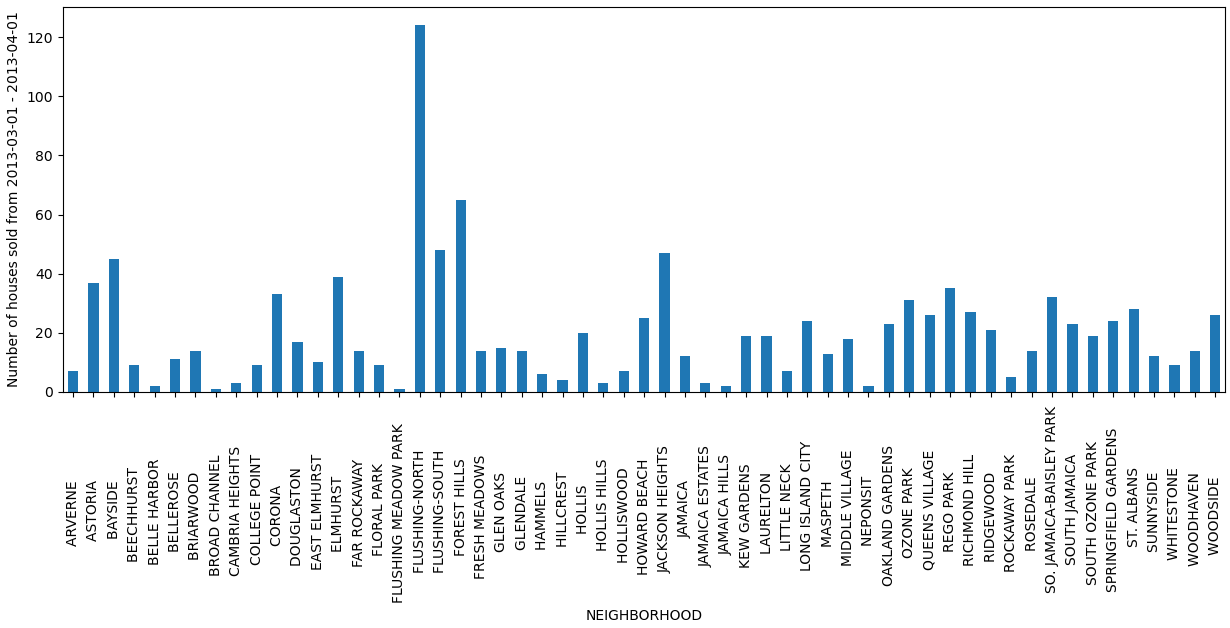 Number of houses sold from 2013-03-01 - 2013-04-01
120
100
80
60
40
20
0
ARVERNE
ASTORIA
BAYSIDE
BEECHHURST
BELLE HARBOR
BELLEROSE
BRIARWOOD
BROAD CHANNEL
CAMBRIA HEIGHTS
COLLEGE POINT
CORONA
DOUGLASTON
EAST ELMHURST
ELMHURST
FAR ROCKAWAY
FLORAL PARK
FLUSHING MEADOW PARK
FLUSHING-NORTH
FLUSHING-SOUTH
FOREST HILLS
FRESH MEADOWS
GLEN OAKS
GLENDALE
HAMMELS
HILLCREST
HOLLIS
HOLLIS HILLS
HOLLISWOOD
HOWARD BEACH
JACKSON HEIGHTS
JAMAICA
JAMAICA ESTATES
JAMAICA HILLS
KEW GARDENS
LAURELTON
LITTLE NECK
LONG ISLAND CITY
MASPETH
MIDDLE VILLAGE
NEPONSIT
OAKLAND GARDENS
OZONE PARK
QUEENS VILLAGE
REGO PARK
RICHMOND HILL
RIDGEWOOD
ROCKAWAY PARK
ROSEDALE
SO. JAMAICA-BAISLEY PARK
SOUTH JAMAICA
SOUTH OZONE PARK
SPRINGFIELD GARDENS
ST. ALBANS
SUNNYSIDE
WHITESTONE
WOODHAVEN
WOODSIDE
NEIGHBORHOOD